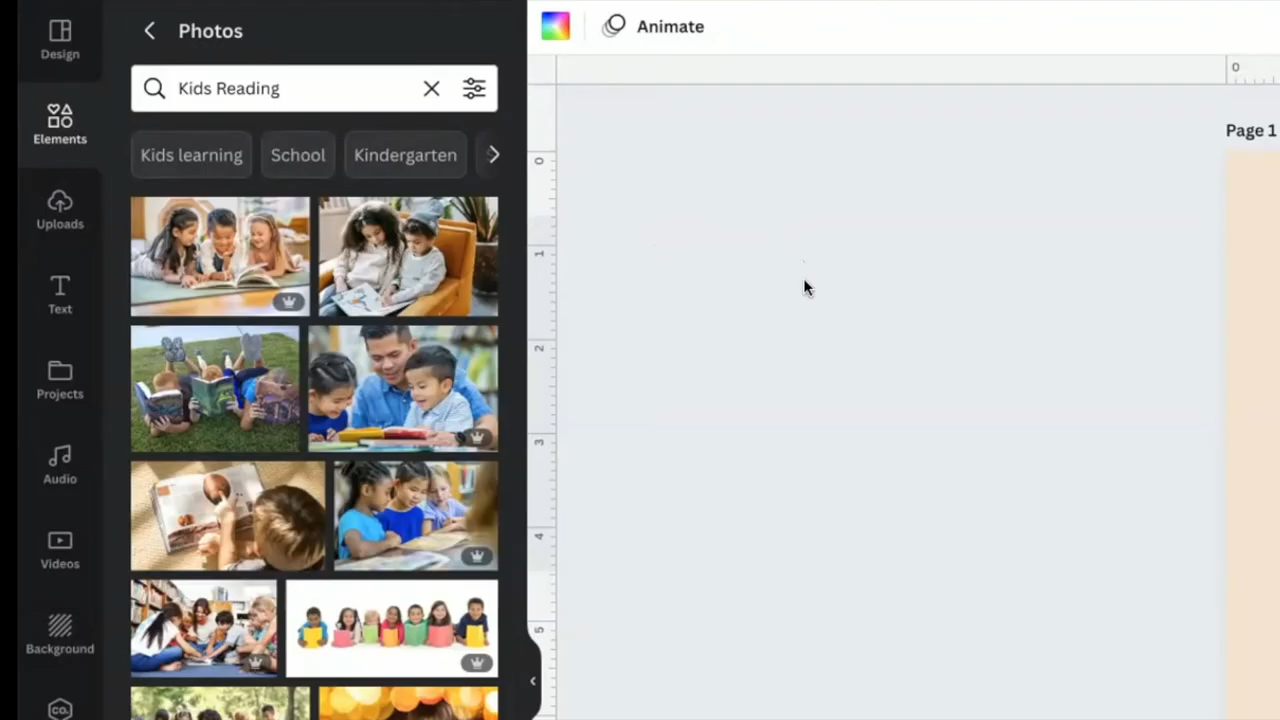 Design
Elements
Uploads
Text
Projects
Audio
Videos
Background
CO.
Photos
Kids Reading
Kids learning
School
Kindergarten
Animate
0
Page 1
0
1
2
3
4
5